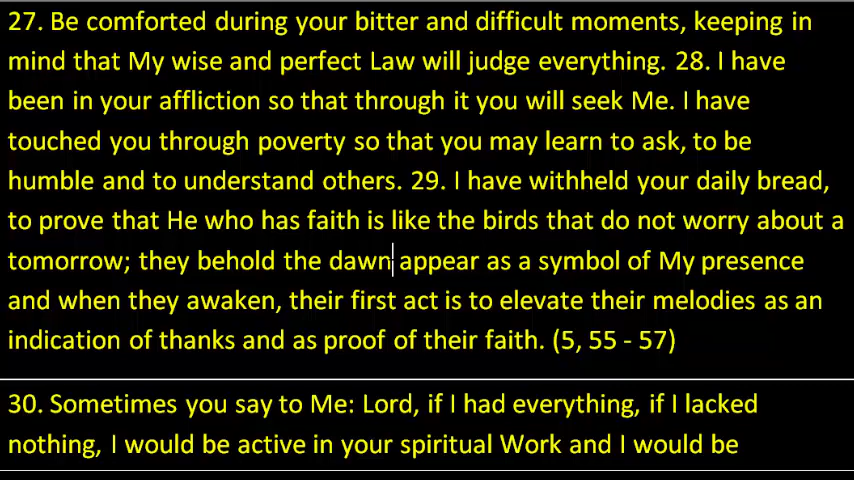 27. Be comforted during your bitter and difficult moments, keeping in
mind that My wise and perfect Law will judge everything. 28. I have
been in your affliction so that through it you will seek Me. I have
touched you through poverty so that you may learn to ask, to be
humble and to understand others. 29. I have withheld your daily bread,
to prove that He who has faith is like the birds that do not worry about a
tomorrow; they behold the dawn appear as a symbol of My presence
and when they awaken, their first act is to elevate their melodies as an
indication of thanks and as proof of their faith. (5, 55 - 57)
30. Sometimes you say to Me: Lord, if I had everything, if I lacked
nothing, I would be active in your spiritual Work and I would be